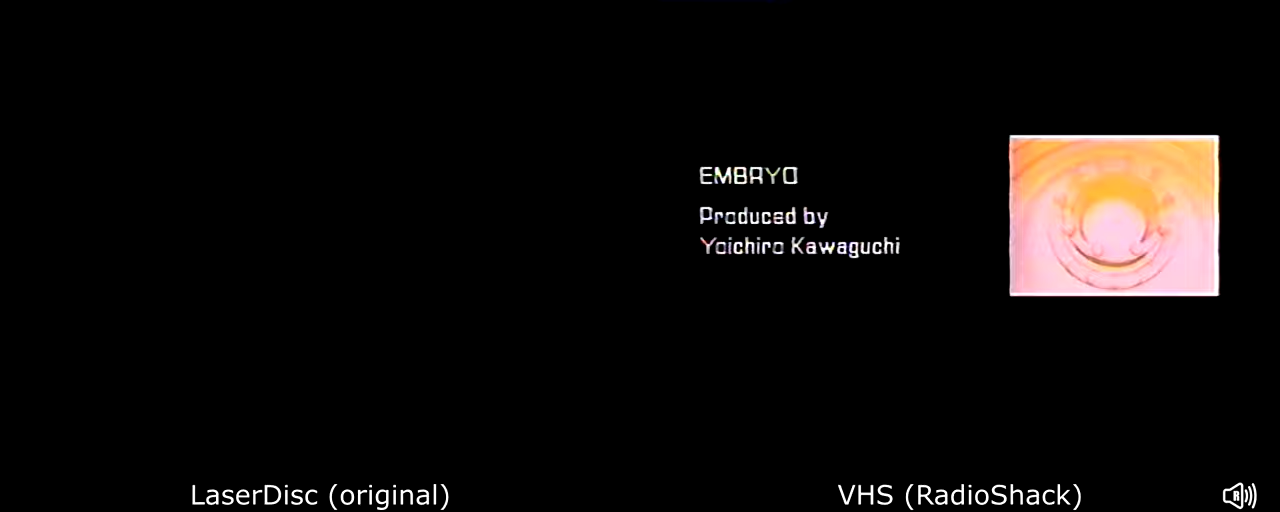 EMBRYO
Produced by
Yoichiro Kawaguchi
LaserDisc (original)
VHS (RadioShack)
R